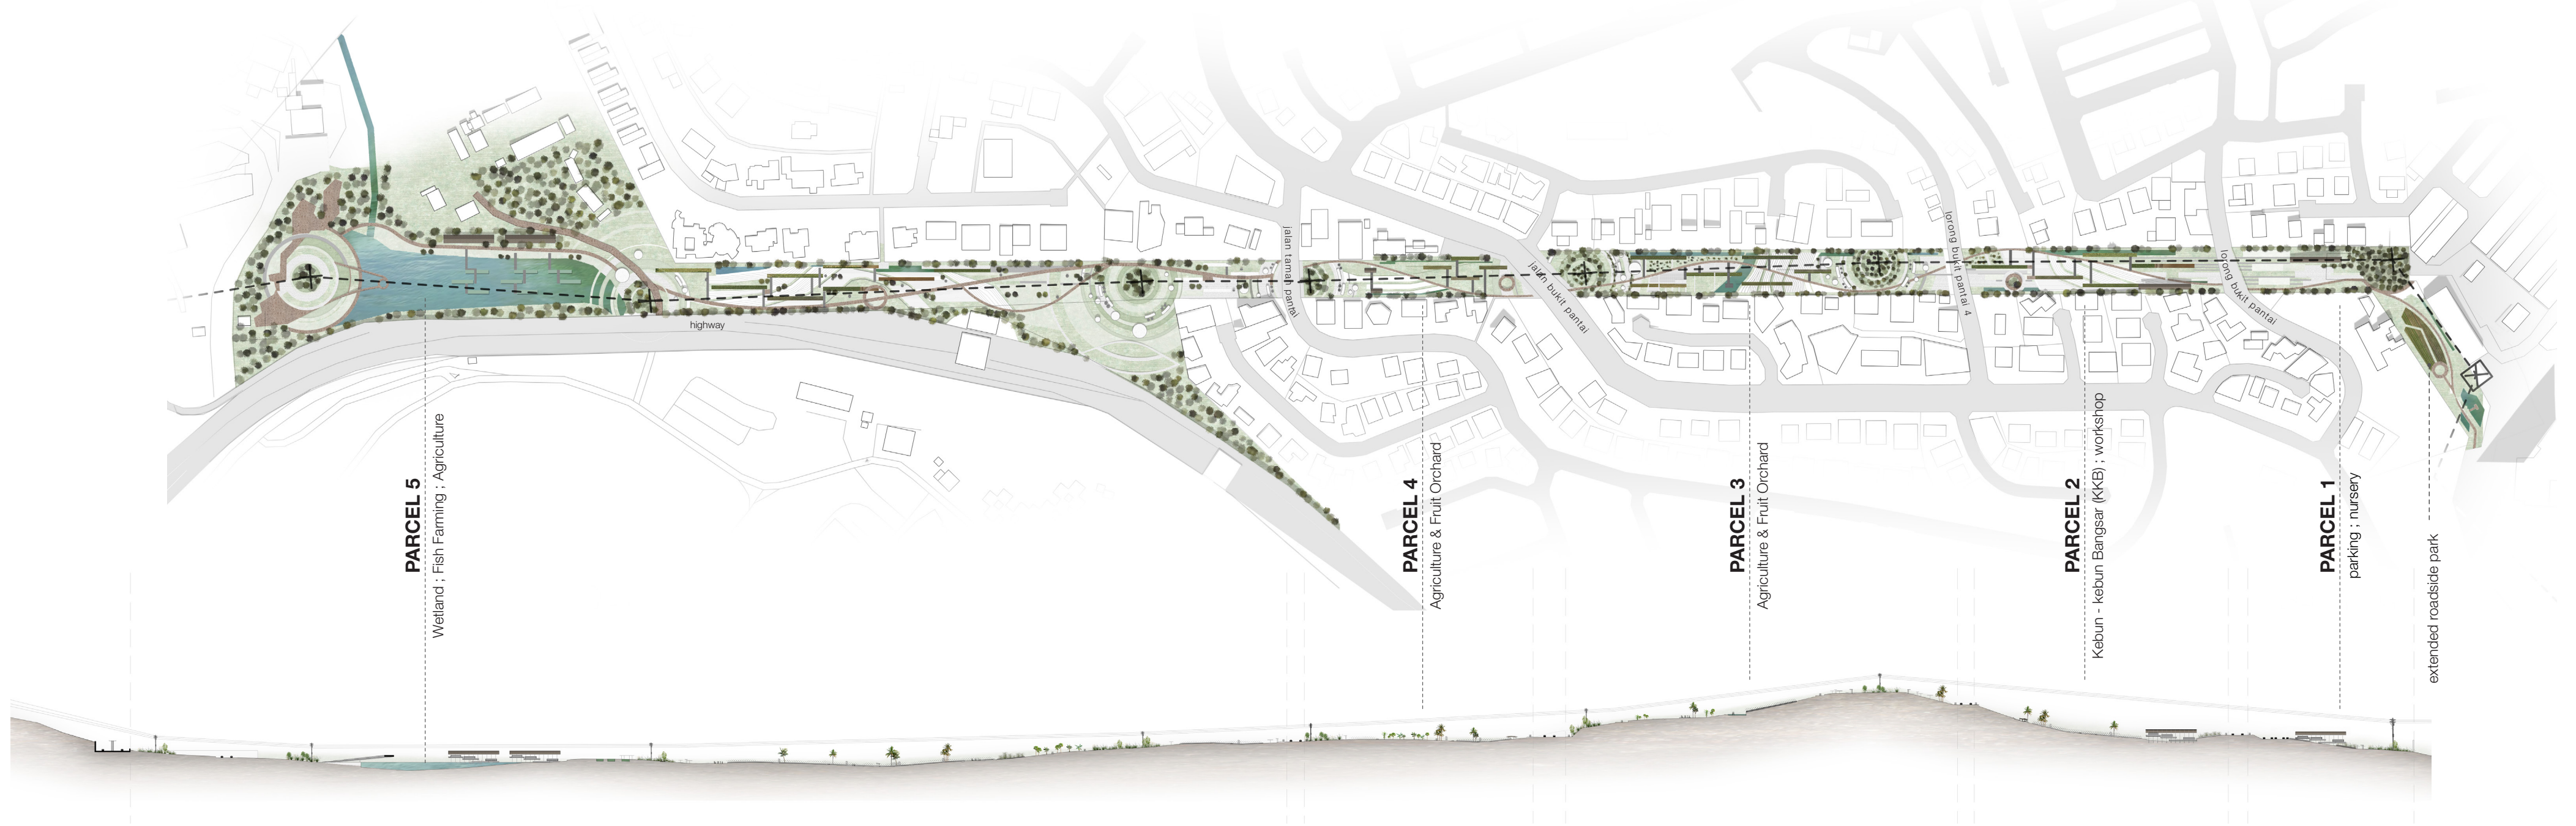 highway
jalan taman pantai
jalan bukit pantai
lorong bukit pantai 4
lorong bukit pantai
PARCEL 5
Wetland ; Fish Farming ; Agriculture
PARCEL 4
Agriculture & Fruit Orchard
PARCEL 3
Agriculture & Fruit Orchard
PARCEL 2
Kebun - kebun Bangsar (KKB) ; workshop
PARCEL 1
parking ; nursery
extended roadside park